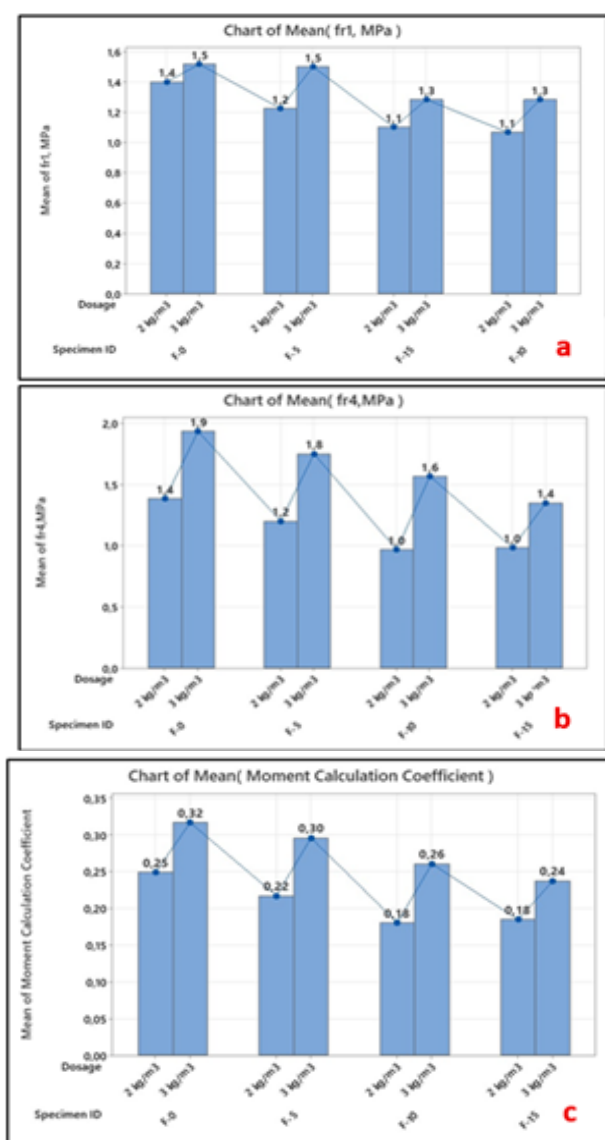 Chart of Mean( fr1, MPa )
Mean of fr1, MPa
1,6
1,4
1,2
1,0
0,8
0,6
0,4
0,2
0,0
1,4 1,5 1,2 1,5 1,1 1,3 1,1 1,3
Dosage 2 kg/m3 3 kg/m3 2 kg/m3 3 kg/m3 2 kg/m3 3 kg/m3 2 kg/m3 3 kg/m3
Specimen ID F-0 F-5 F-15 F-10
a
Chart of Mean( fr4,MPa )
Mean of fr4,MPa
2,0
1,5
1,0
0,5
0,0
1,4 1,9 1,2 1,8 1,0 1,6 1,0 1,4
Dosage 2 kg/m3 3 kg/m3 2 kg/m3 3 kg/m3 2 kg/m3 3 kg/m3 2 kg/m3
Specimen ID F-0 F-5 F-10 F-15
b
Chart of Mean( Moment Calculation Coefficient )
Mean of Moment Calculation Coefficient
0,35
0,30
0,25
0,20
0,15
0,10
0,05
0,00
0,25 0,32 0,22 0,30 0,18 0,26 0,18 0,24
Dosage 2 kg/m3 3 kg/m3 2 kg/m3 3 kg/m3 2 kg/m3 3 kg/m3 2 kg/m3 3 kg/m3
Specimen ID F-0 F-5 F-10 F-15
c